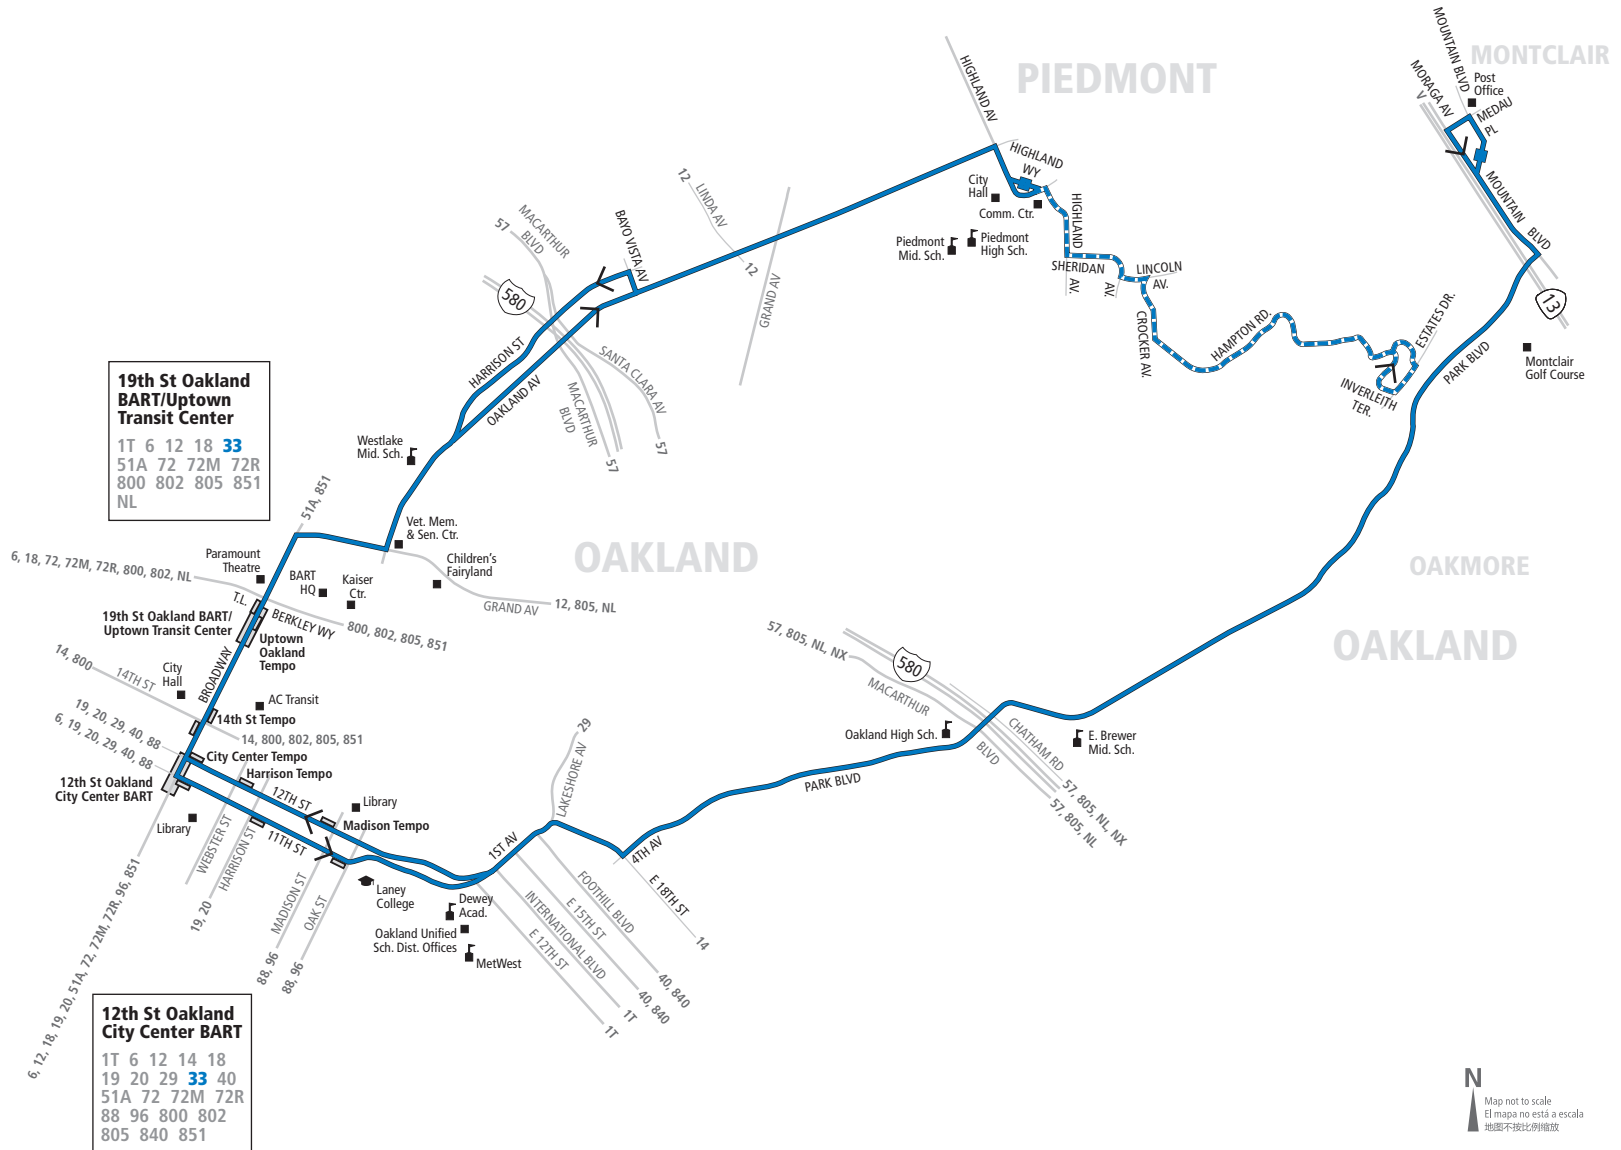 PIEDMONT
MONTCLAIR
OAKLAND
OAKMORE
OAKLAND
HIGHLAND AV
HIGHLAND
WY
City
Hall
Comm. Ctr.
Piedmont
Mid. Sch.
Piedmont
High Sch.
HIGHLAND
AV.
SHERIDAN
AV.
LINCOLN
AV.
CROCKER AV.
HAMPTON RD.
INVERLEITH
TER.
ESTATES DR.
MOUNTAIN BLVD
MORAGA AV
V
Post
Office
MEDAU
PL
MOUNTAIN
BLVD
13
PARK BLVD
Montclair
Golf Course
12
LINDA AV
12
GRAND AV
BAYO VISTA AV
MACARTHUR
BLVD
57
580
HARRISON ST
OAKLAND AV
SANTA CLARA AV
57
MACARTHUR
BLVD
57
Westlake
Mid. Sch.
19th St Oakland
BART/Uptown
Transit Center
1T 6 12 18 33
51A 72 72M 72R
800 802 805 851
NL
51A, 851
Vet. Mem.
& Sen. Ctr.
Children's
Fairyland
GRAND AV
12, 805, NL
6, 18, 72, 72M, 72R, 800, 802, NL
Paramount
Theatre
BART
HQ
Kaiser
Ctr.
T.L.
BERKLEY WY
800, 802, 805, 851
19th St Oakland BART/
Uptown Transit Center
Uptown
Oakland
Tempo
14, 800
14TH ST
City
Hall
BROADWAY
AC Transit
14th St Tempo
14, 800, 802, 805, 851
19, 20, 29, 40, 88
6, 19, 20, 29, 40, 88
City Center Tempo
Harrison Tempo
12th St Oakland
City Center BART
12TH ST
Library
Madison Tempo
Library
WEBSTER ST
HARRISON ST
11TH ST
19, 20
MADISON ST
OAK ST
88, 96
88, 96
6, 12, 18, 19, 20, 51A, 72, 72M, 72R, 96, 851
Laney
College
Dewey
Acad.
Oakland Unified
Sch. Dist. Offices
MetWest
1ST AV
LAKESHORE AV
29
4TH AV
E 18TH ST
14
FOOTHILL BLVD
40, 840
E 15TH ST
40, 840
INTERNATIONAL BLVD
1T
E 12TH ST
1T
PARK BLVD
Oakland High Sch.
57, 805, NL, NX
MACARTHUR
BLVD
580
CHATHAM RD
57, 805, NL, NX
57, 805, NL
E. Brewer
Mid. Sch.
12th St Oakland
City Center BART
1T 6 12 14 18
19 20 29 33 40
51A 72 72M 72R
88 96 800 802
805 840 851
N
Map not to scale
El mapa no está a escala
地图不按比例缩放